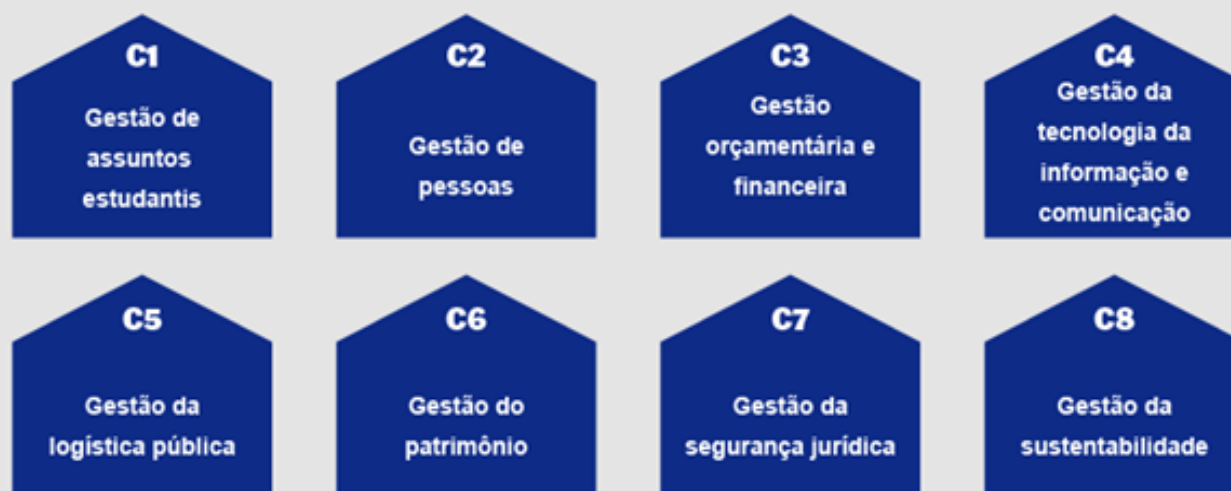 C1
Gestão de
assuntos
estudantis
C2
Gestão de
pessoas
C3
Gestão
orçamentária e
financeira
C4
Gestão da
tecnologia da
informação e
comunicação
C5
Gestão da
logística pública
C6
Gestão do
patrimônio
C7
Gestão da
segurança jurídica
C8
Gestão da
sustentabilidade